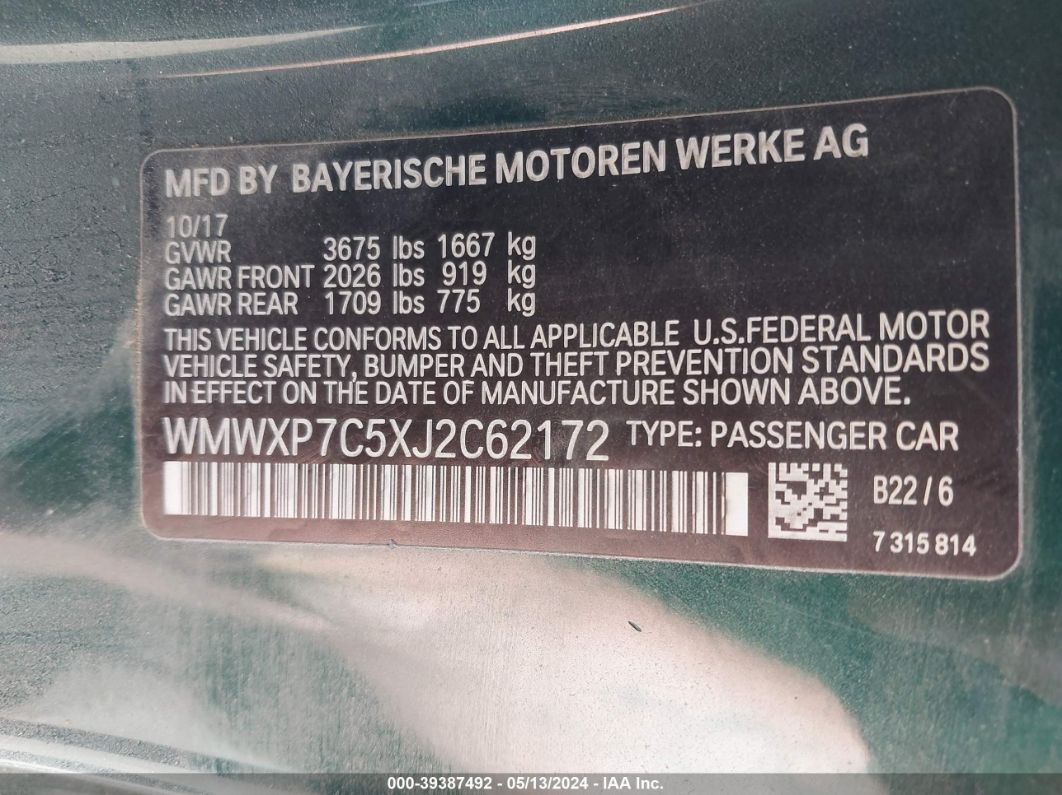 MFD BY BAYERISCHE MOTOREN WERKE AG
10/17
GVWR 3675 lbs 1667 kg
GAWR FRONT 2026 lbs 919 kg
GAWR REAR 1709 lbs 775 kg
THIS VEHICLE CONFORMS TO ALL APPLICABLE U.S.FEDERAL MOTOR
VEHICLE SAFETY, BUMPER AND THEFT PREVENTION STANDARDS
IN EFFECT ON THE DATE OF MANUFACTURE SHOWN ABOVE.
WMWXP7C5XJ2C62172 TYPE: PASSENGER CAR
B22/6
7 315 814
000-39387492 - 05/13/2024 - IAA Inc.